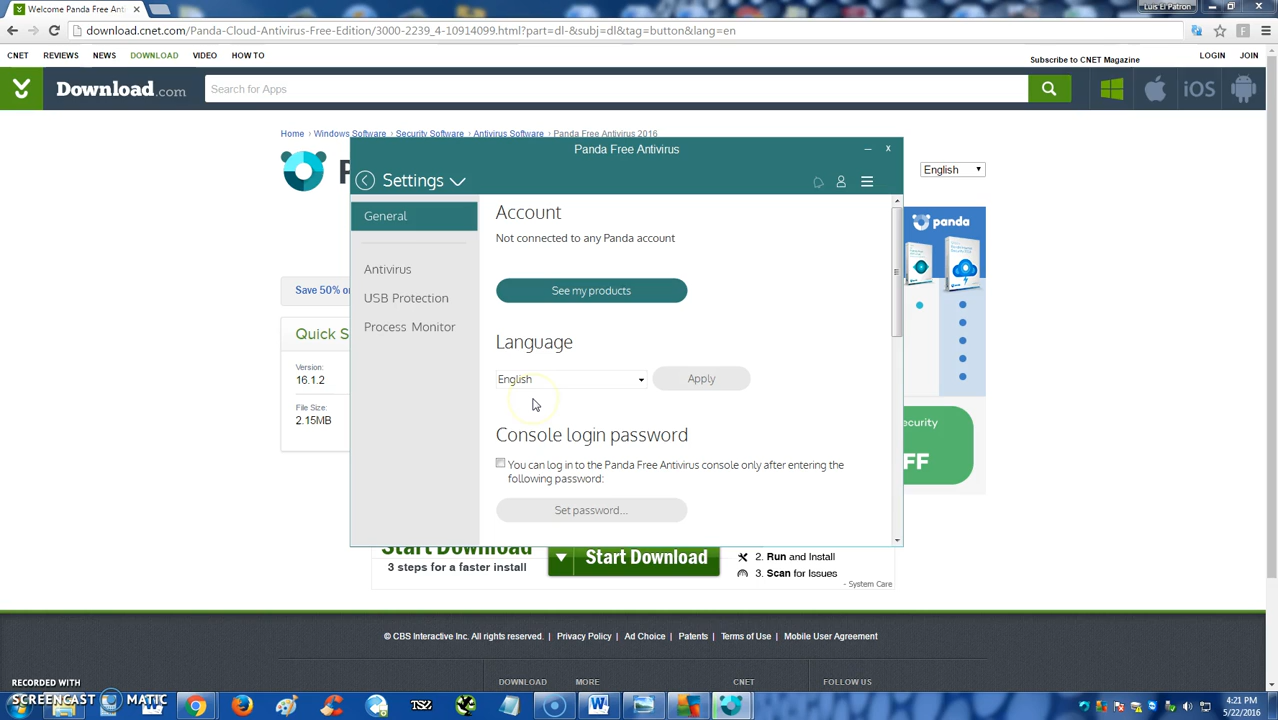 Welcome Panda Free Ant
Luis El Patron
download.cnet.com/Panda-Cloud-Antivirus-Free-Edition/3000-2239_4-10914099.html?part=dl-&subj=dl&tag=button&lang=en
CNET REVIEWS NEWS DOWNLOAD VIDEO HOW TO
Subscribe to CNET Magazine LOGIN JOIN
Download.com
Search for Apps
iOS
Home › Windows Software › Security Software › Antivirus Software › Panda Free Antivirus 2016
English
Panda Free Antivirus
Settings
General
Antivirus
USB Protection
Process Monitor
Account
Not connected to any Panda account
See my products
Language
English
Apply
Console login password
You can log in to the Panda Free Antivirus console only after entering the
following password:
Set password...
panda
Save 50% o
Quick S
Version:
16.1.2
File Size:
2.15MB
ecurity
FF
Start Download
3 steps for a faster install
Start Download
2. Run and Install
3. Scan for Issues
- System Care
© CBS Interactive Inc. All rights reserved. | Privacy Policy | Ad Choice | Patents | Terms of Use | Mobile User Agreement
DOWNLOAD MORE CNET FOLLOW US
RECORDED WITH
SCREENCAST MATIC
TSZ
4:21 PM
5/22/2016